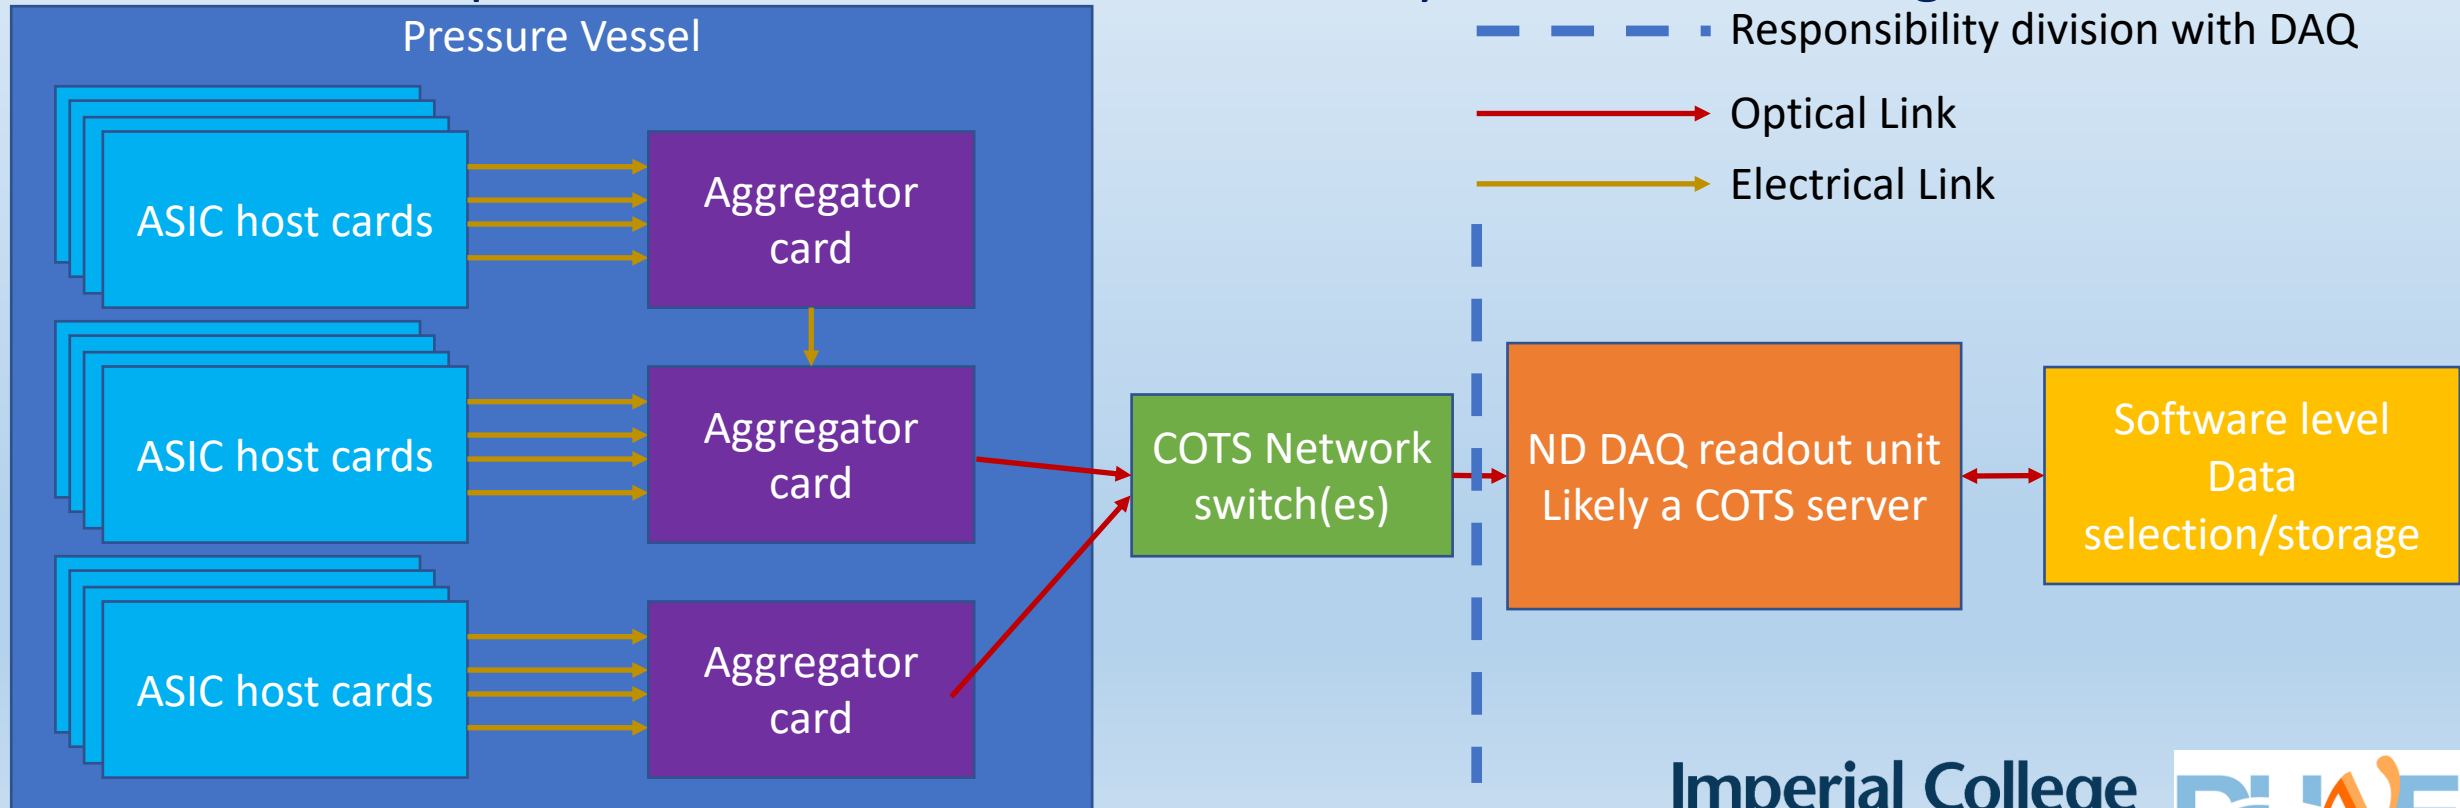 Pressure Vessel
Responsibility division with DAQ
Optical Link
Electrical Link
ASIC host cards
Aggregator
card
ASIC host cards
Aggregator
card
ASIC host cards
Aggregator
card
COTS Network
switch(es)
ND DAQ readout unit
Likely a COTS server
Software level
Data
selection/storage
Imperial College